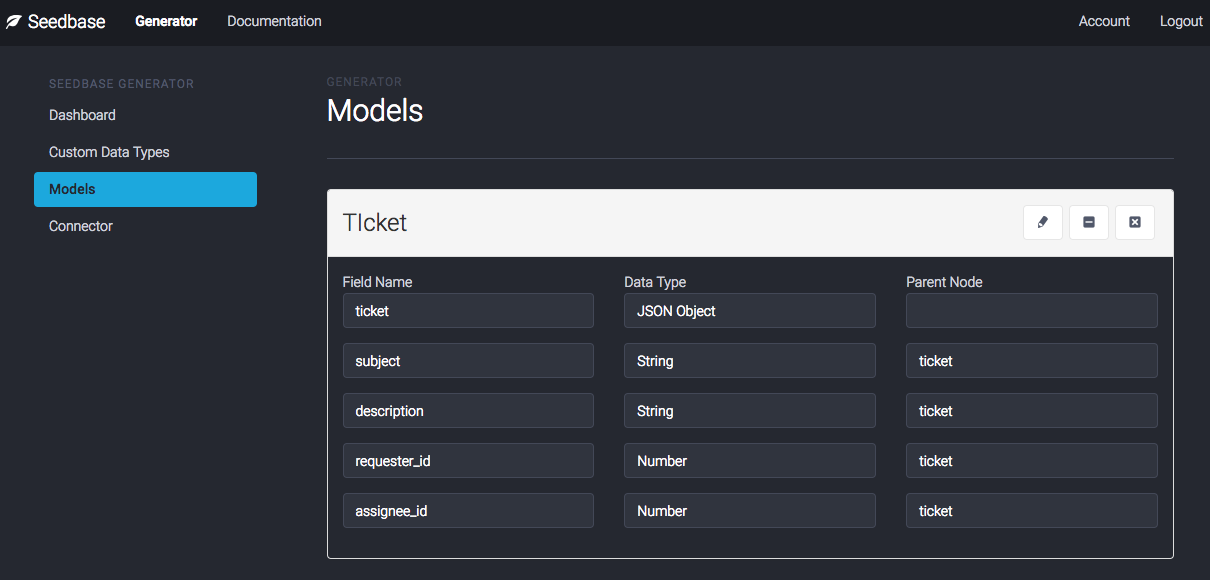 Seedbase Generator Documentation Account Logout
SEEDBASE GENERATOR
Dashboard
Custom Data Types
Models
Connector
GENERATOR
Models
TIcket
Field Name Data Type Parent Node
ticket JSON Object
subject String ticket
description String ticket
requester_id Number ticket
assignee_id Number ticket